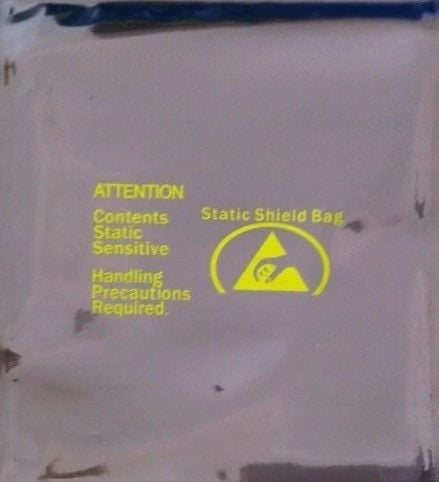 ATTENTION
Contents
Static
Sensitive
Handling
Precautions
Required.
Static Shield Bag